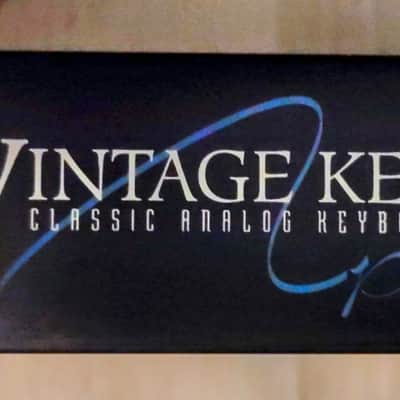 VINTAGE KE
CLASSIC ANALOG KEYB